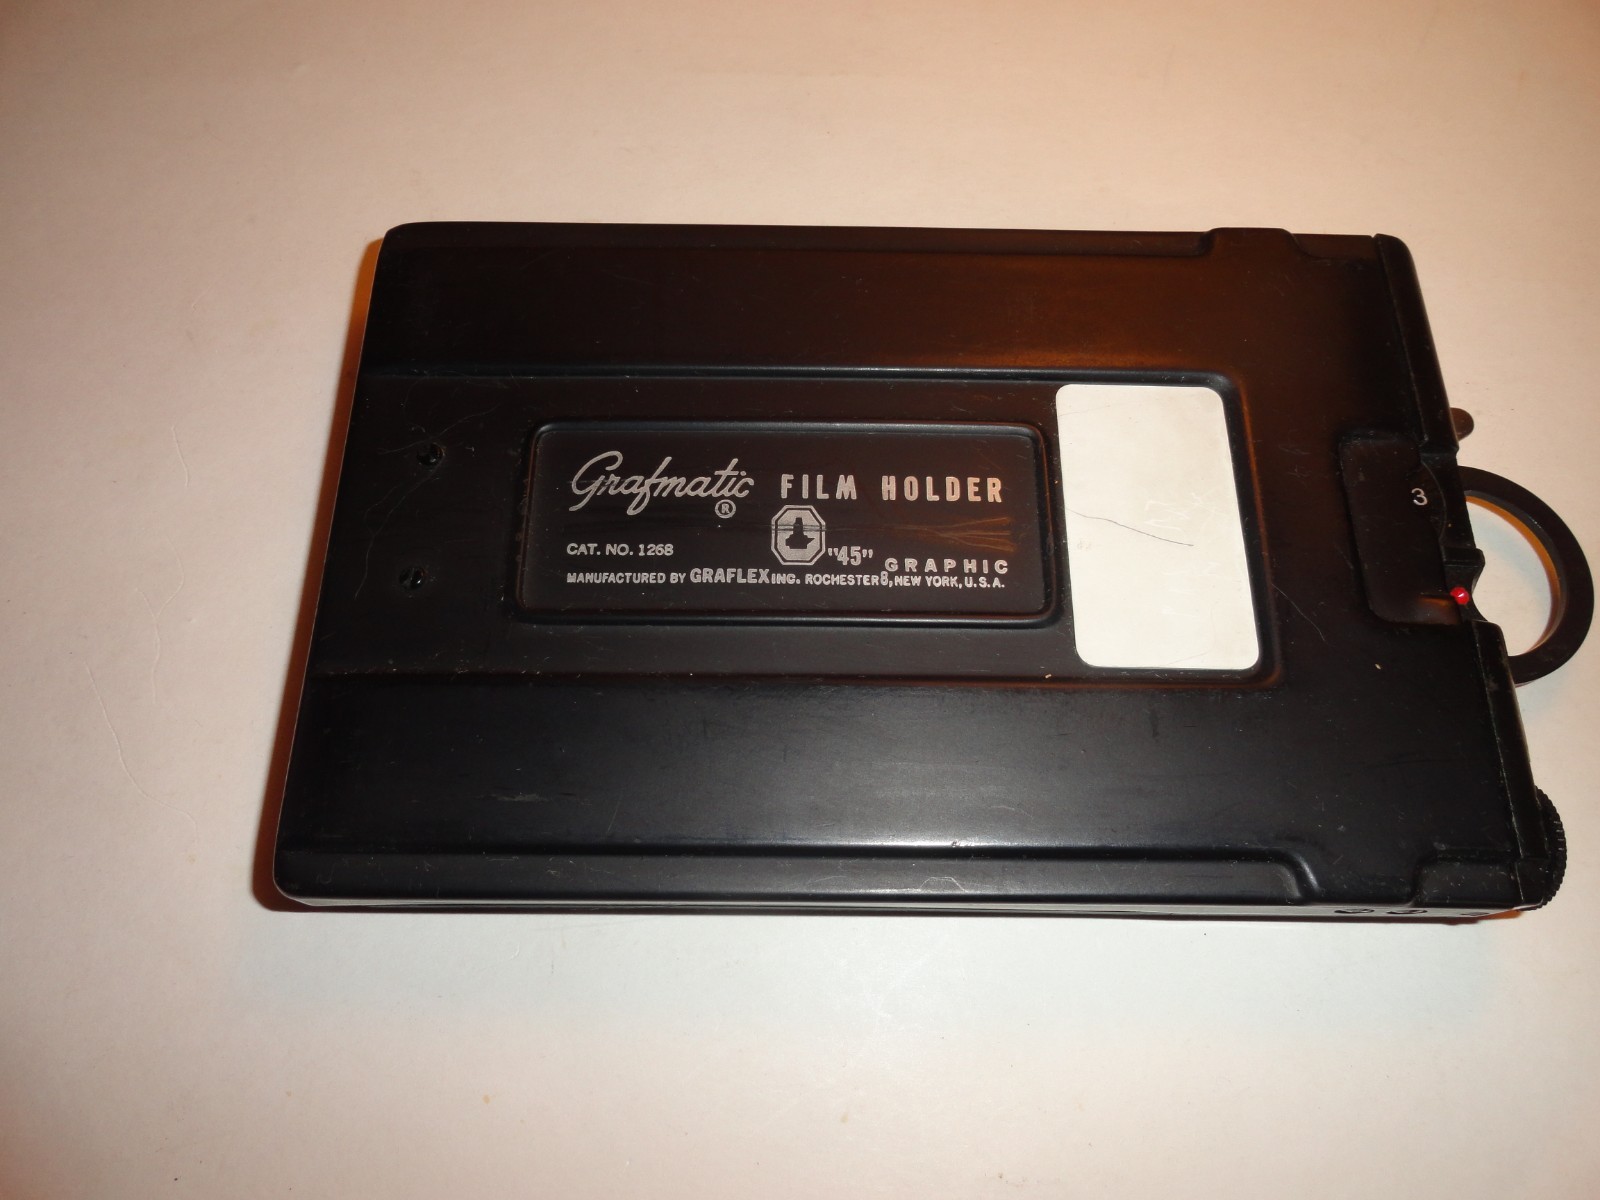 Grafmatic ® FILM HOLDER
CAT. NO. 1268 "45" GRAPHIC
MANUFACTURED BY GRAFLEX INC. ROCHESTER 8, NEW YORK, U.S.A.
3